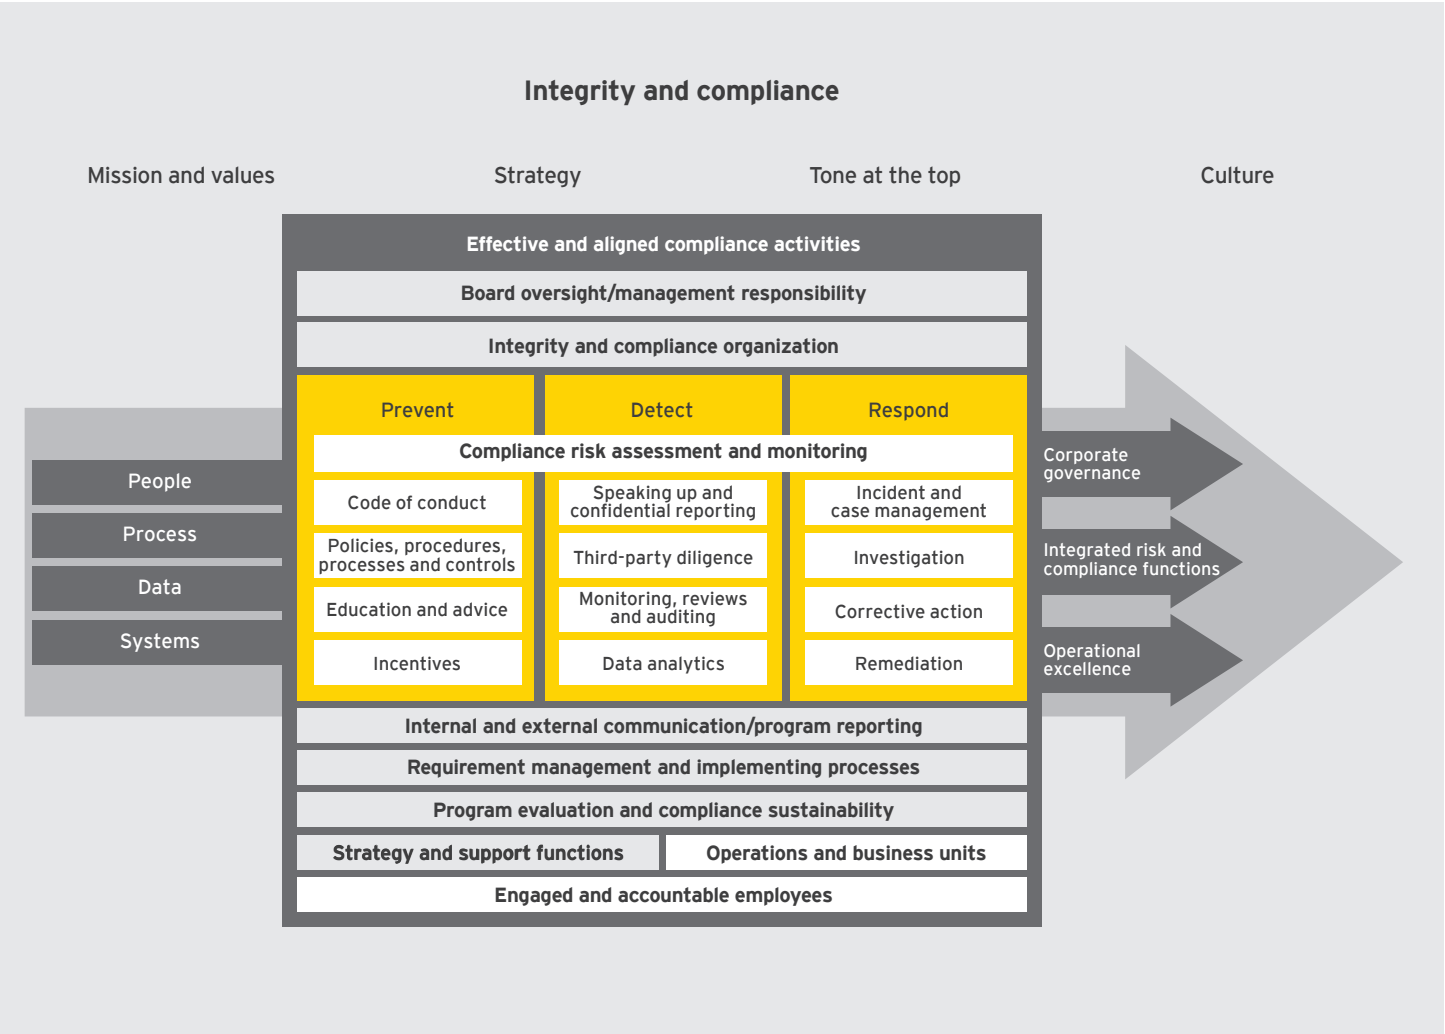 Integrity and compliance
Mission and values
Strategy
Tone at the top
Culture
Effective and aligned compliance activities
Board oversight/management responsibility
Integrity and compliance organization
People
Process
Data
Systems
Prevent
Detect
Respond
Compliance risk assessment and monitoring
Code of conduct
Policies, procedures,
processes and controls
Education and advice
Incentives
Speaking up and
confidential reporting
Third-party diligence
Monitoring, reviews
and auditing
Data analytics
Incident and
case management
Investigation
Corrective action
Remediation
Corporate
governance
Integrated risk and
compliance functions
Operational
excellence
Internal and external communication/program reporting
Requirement management and implementing processes
Program evaluation and compliance sustainability
Strategy and support functions
Operations and business units
Engaged and accountable employees